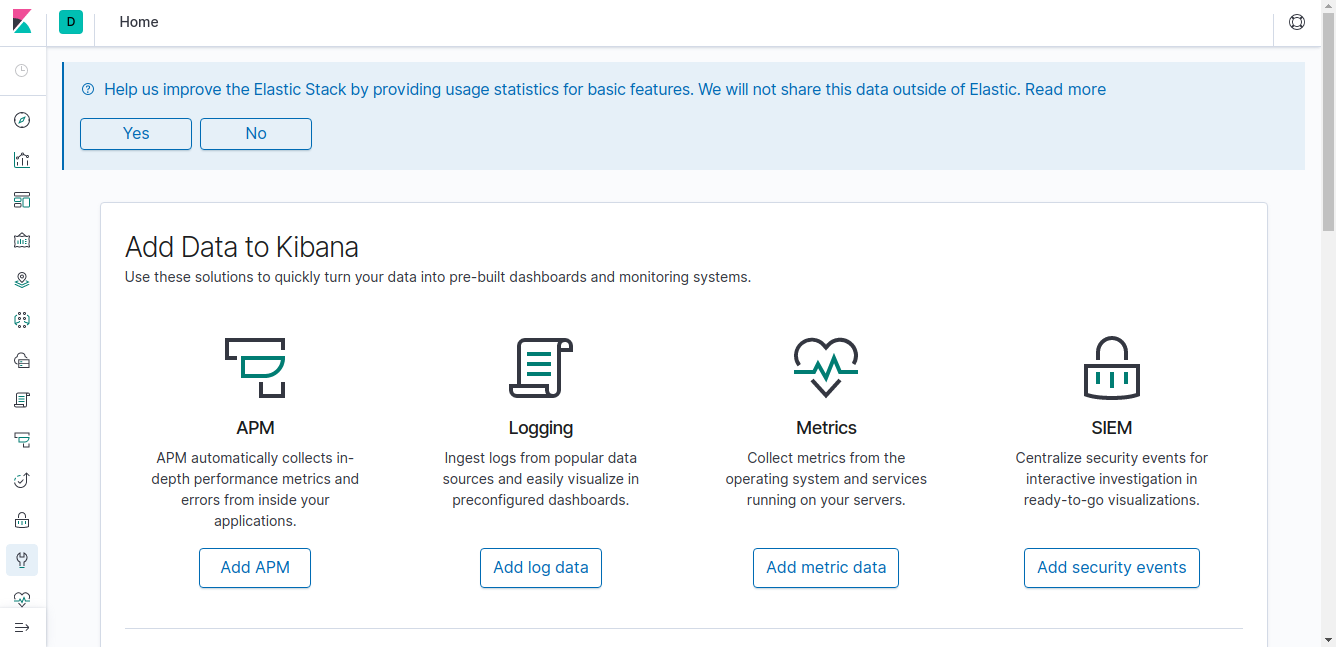 D Home
Help us improve the Elastic Stack by providing usage statistics for basic features. We will not share this data outside of Elastic. Read more
Yes No
Add Data to Kibana
Use these solutions to quickly turn your data into pre-built dashboards and monitoring systems.
APM
APM automatically collects in-
depth performance metrics and
errors from inside your
applications.
Add APM
Logging
Ingest logs from popular data
sources and easily visualize in
preconfigured dashboards.
Add log data
Metrics
Collect metrics from the
operating system and services
running on your servers.
Add metric data
SIEM
Centralize security events for
interactive investigation in
ready-to-go visualizations.
Add security events